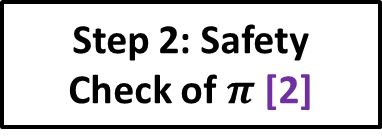 Step 2: Safety
Check of π [2]